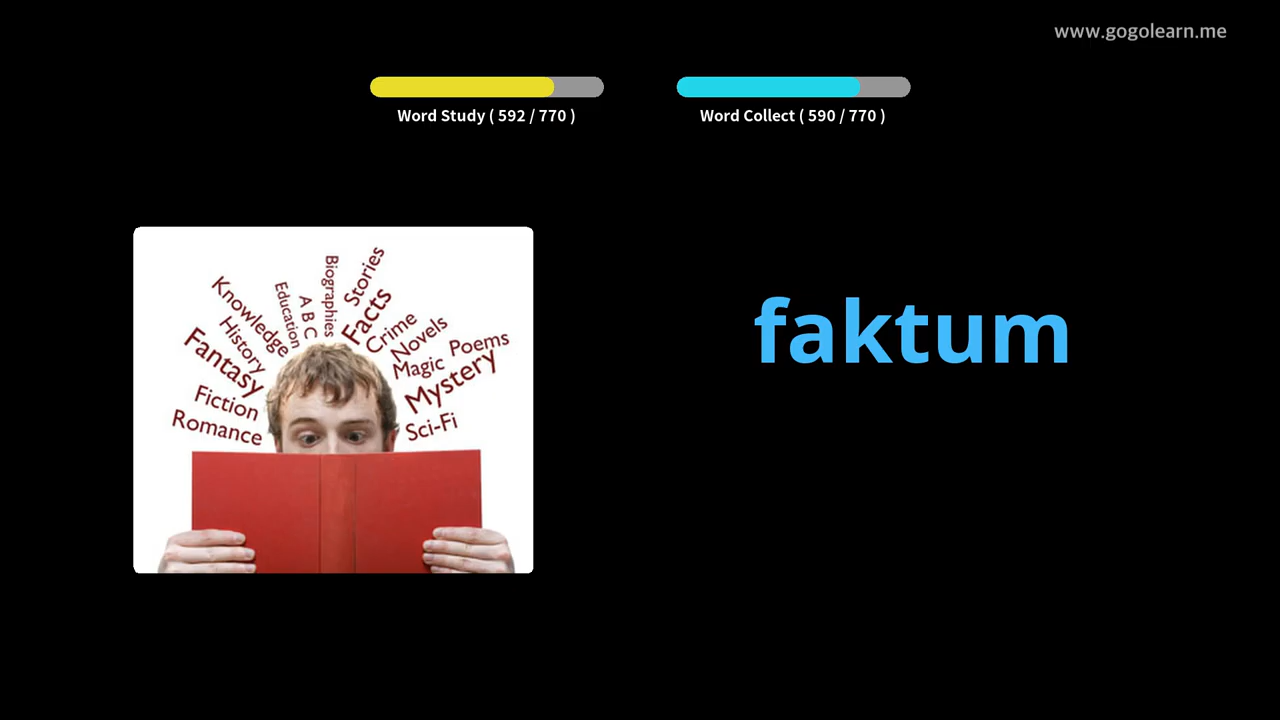 www.gogolearn.me
Word Study ( 592 / 770 )
Word Collect ( 590 / 770 )
Biographies
Stories
Education
A B C
Facts
Knowledge
Crime
History
Novels
Poems
Fantasy
Magic
Mystery
Fiction
Romance
Sci-Fi
faktum